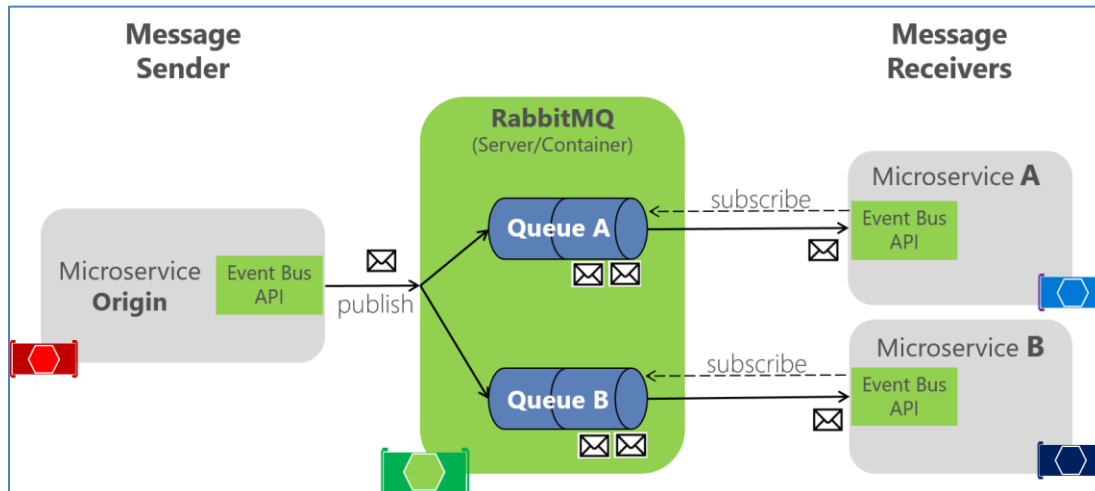 Message
Sender
Message
Receivers
RabbitMQ
(Server/Container)
Microservice
Origin
Event Bus
API
publish
Queue A
Queue B
subscribe
Microservice A
Event Bus
API
subscribe
Microservice B
Event Bus
API